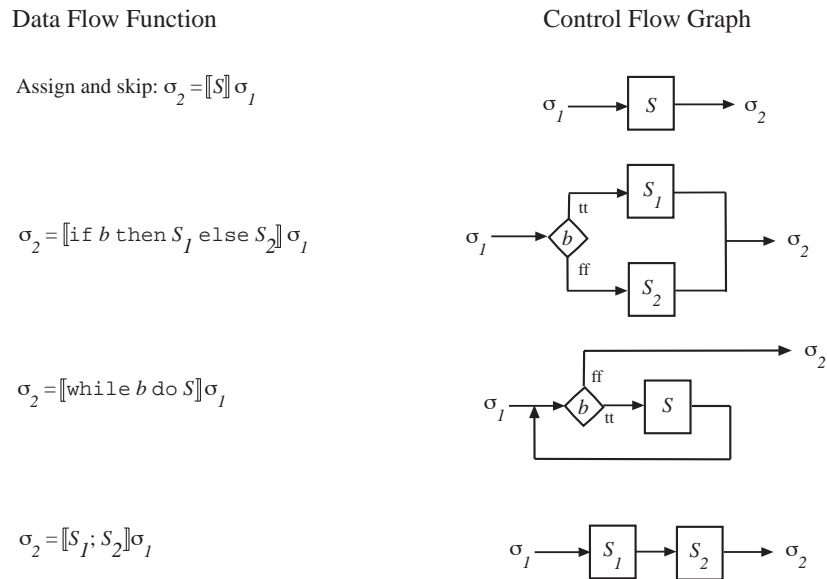 Data Flow Function
Control Flow Graph
Assign and skip: σ₂ = ⟦S⟧ σ₁
σ₁ S σ₂
σ₂ = ⟦if b then S₁ else S₂⟧ σ₁
σ₁ b tt S₁ ff S₂ σ₂
σ₂ = ⟦while b do S⟧σ₁
σ₁ b ff tt S σ₂
σ₂ = ⟦S₁; S₂⟧σ₁
σ₁ S₁ S₂ σ₂